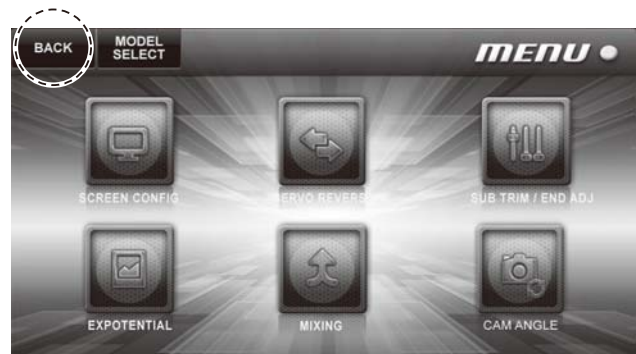 BACK
MODEL
SELECT
MENU
SCREEN CONFIG
SERVO REVERSE
SUB TRIM / END ADJ
EXPOTENTIAL
MIXING
CAM ANGLE